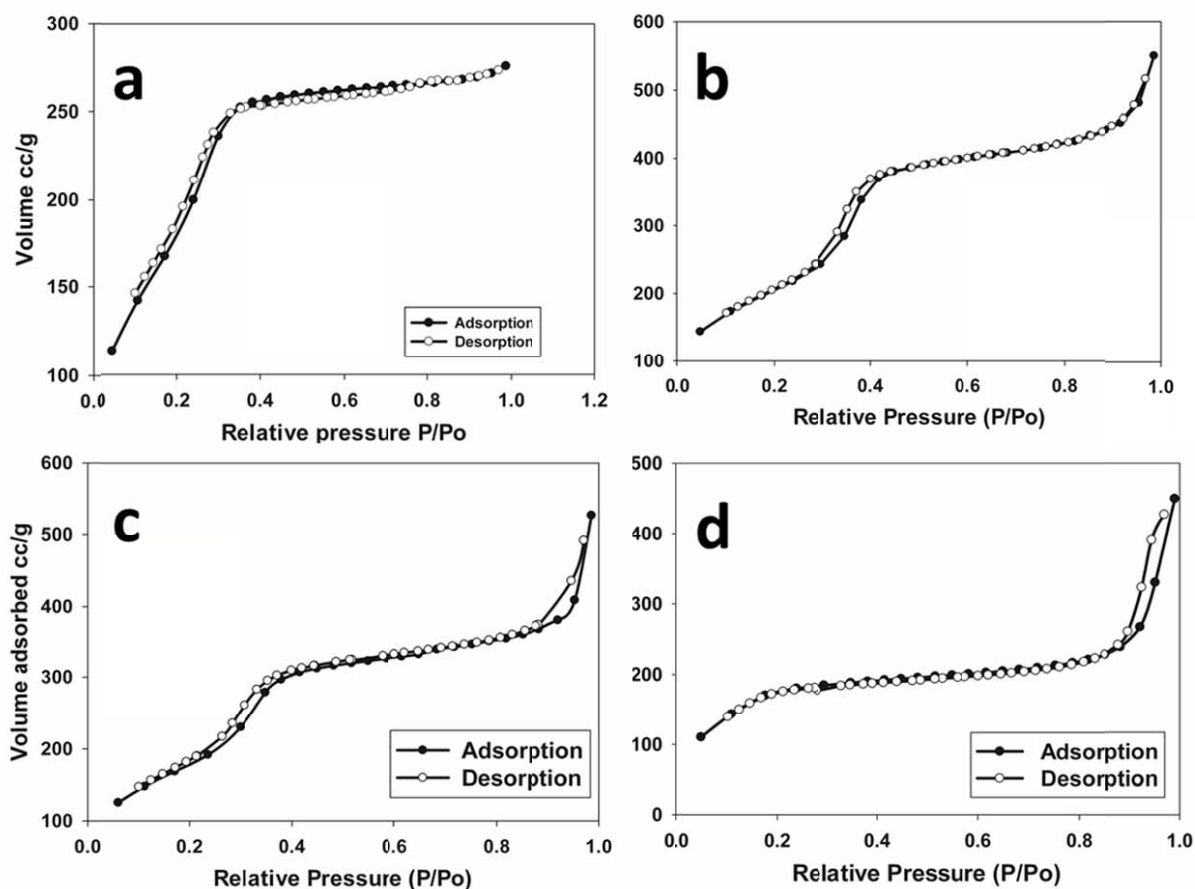 a
300
250
200
150
100
Volume cc/g
0.0 0.2 0.4 0.6 0.8 1.0 1.2
Relative pressure P/Po
Adsorption
Desorption
b
600
500
400
300
200
100
0.0 0.2 0.4 0.6 0.8 1.0
Relative Pressure (P/Po)
c
600
500
400
300
200
100
Volume adsorbed cc/g
0.0 0.2 0.4 0.6 0.8 1.0
Relative Pressure (P/Po)
Adsorption
Desorption
d
500
400
300
200
100
0
0.0 0.2 0.4 0.6 0.8 1.0
Relative Pressure (P/Po)
Adsorption
Desorption